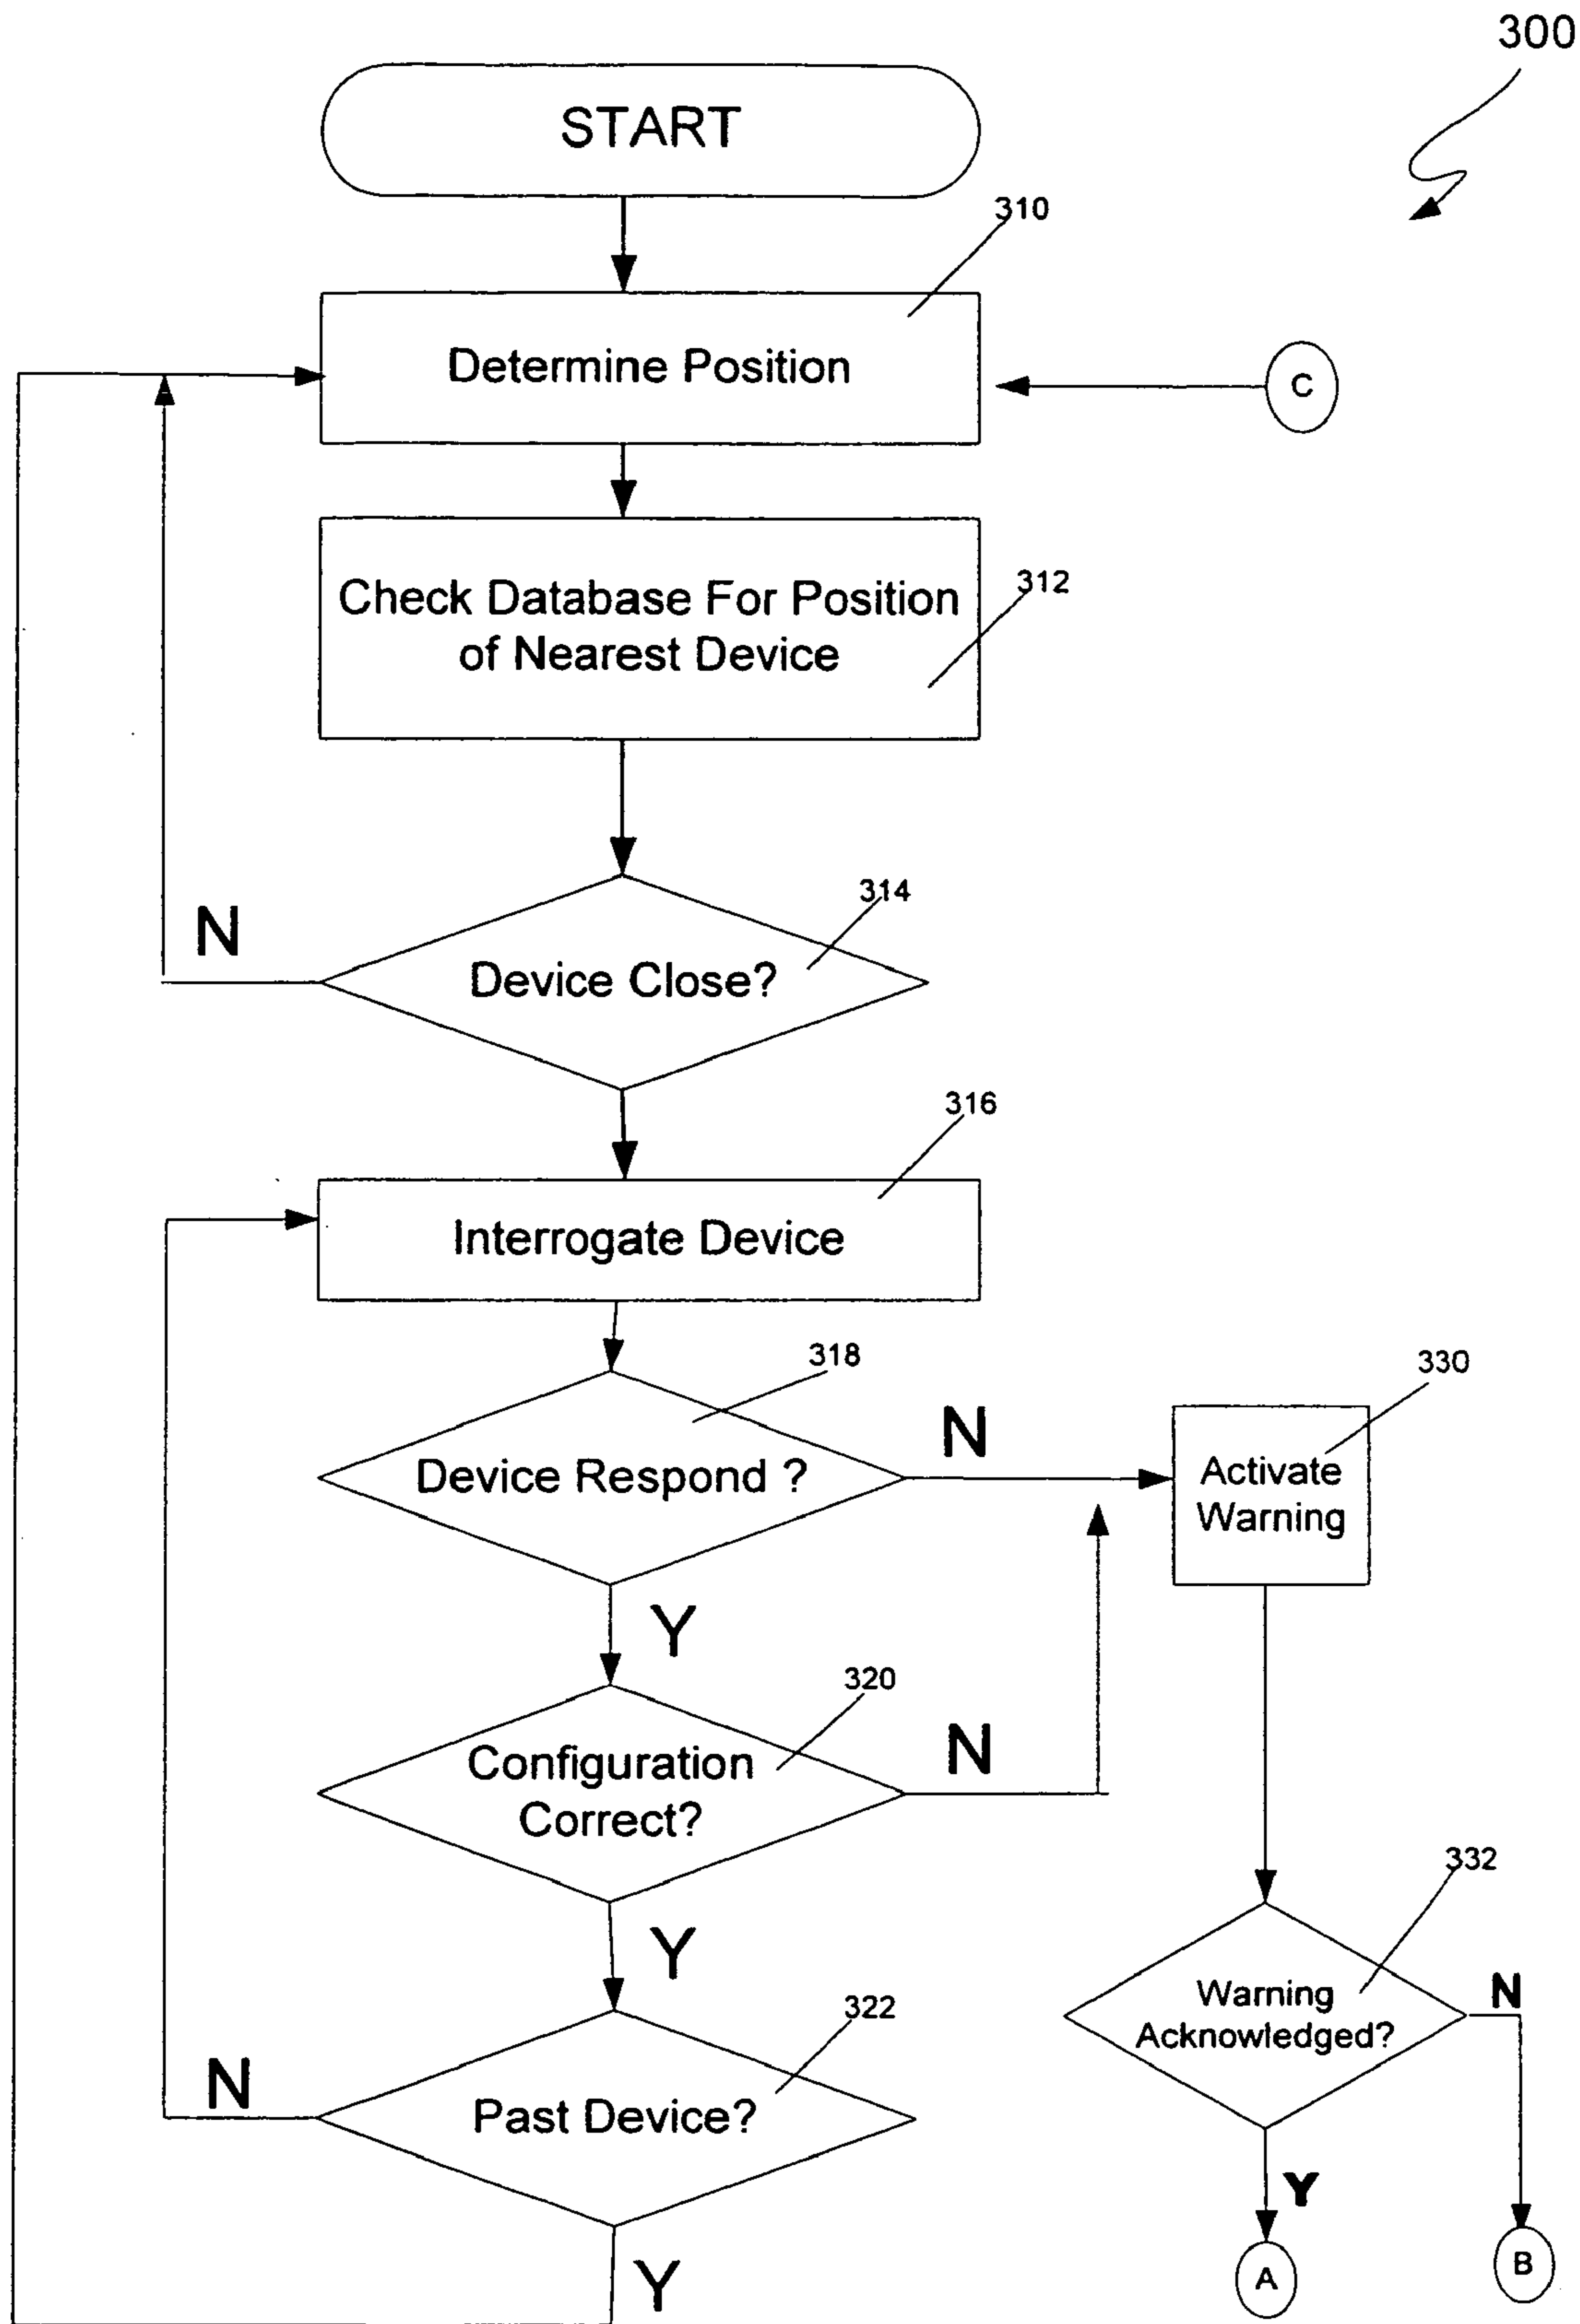 300
START
310
Determine Position
C
Check Database For Position
of Nearest Device
312
314
N
Device Close?
316
Interrogate Device
318
N
Device Respond ?
330
Activate
Warning
Y
320
Configuration
Correct?
N
332
Y
Warning
Acknowledged?
N
322
N
Past Device?
Y
Y
A
B